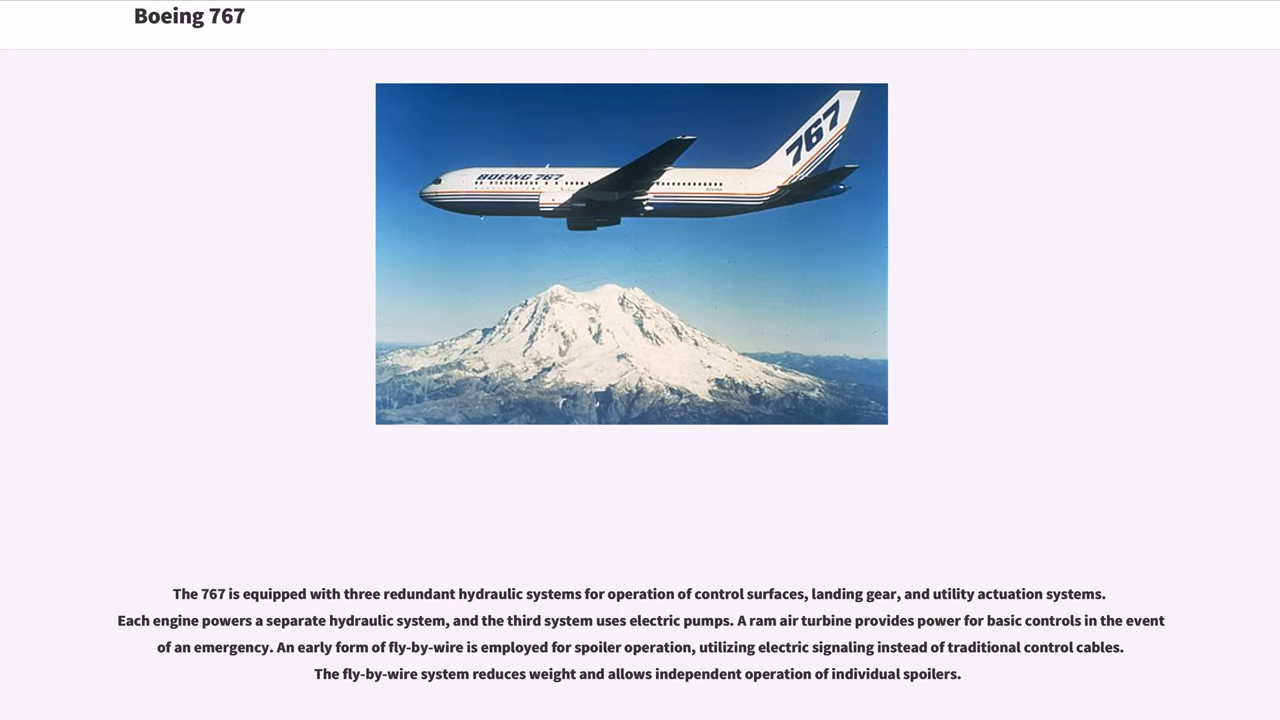 Boeing 767
767
BOEING 767
The 767 is equipped with three redundant hydraulic systems for operation of control surfaces, landing gear, and utility actuation systems.
Each engine powers a separate hydraulic system, and the third system uses electric pumps. A ram air turbine provides power for basic controls in the event
of an emergency. An early form of fly-by-wire is employed for spoiler operation, utilizing electric signaling instead of traditional control cables.
The fly-by-wire system reduces weight and allows independent operation of individual spoilers.